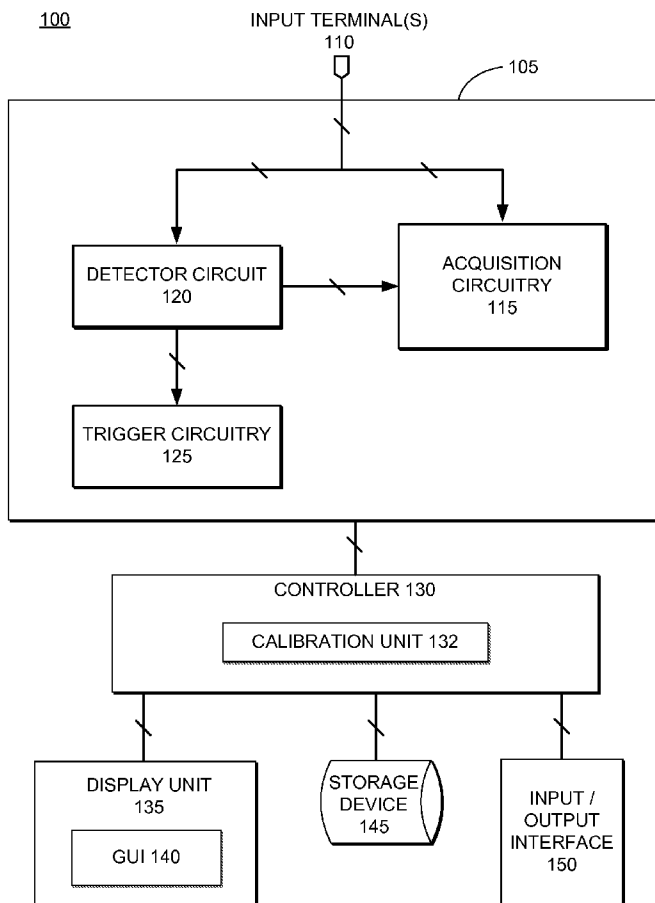 100
INPUT TERMINAL(S)
110
105
DETECTOR CIRCUIT
120
ACQUISITION
CIRCUITRY
115
TRIGGER CIRCUITRY
125
CONTROLLER 130
CALIBRATION UNIT 132
DISPLAY UNIT
135
GUI 140
STORAGE
DEVICE
145
INPUT /
OUTPUT
INTERFACE
150